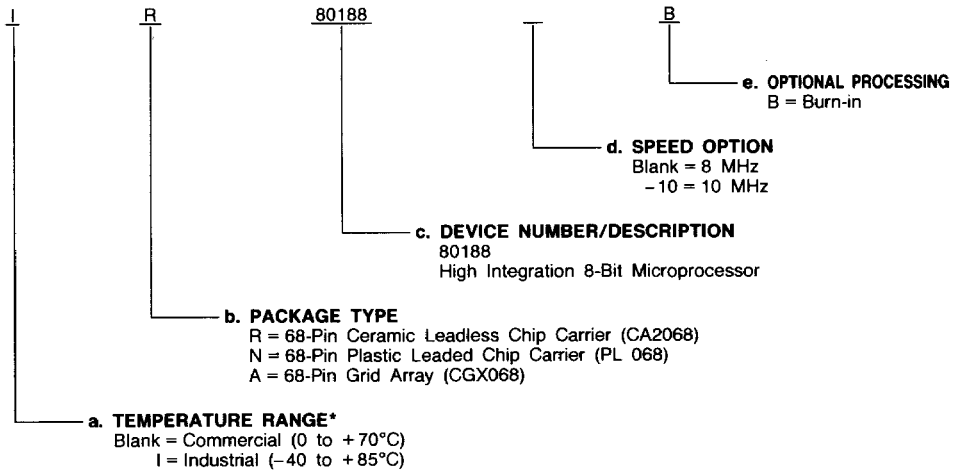 I R 80188 _ B
e. OPTIONAL PROCESSING
B = Burn-in
d. SPEED OPTION
Blank = 8 MHz
-10 = 10 MHz
c. DEVICE NUMBER/DESCRIPTION
80188
High Integration 8-Bit Microprocessor
b. PACKAGE TYPE
R = 68-Pin Ceramic Leadless Chip Carrier (CA2068)
N = 68-Pin Plastic Leaded Chip Carrier (PL 068)
A = 68-Pin Grid Array (CGX068)
a. TEMPERATURE RANGE*
Blank = Commercial (0 to +70°C)
I = Industrial (-40 to +85°C)